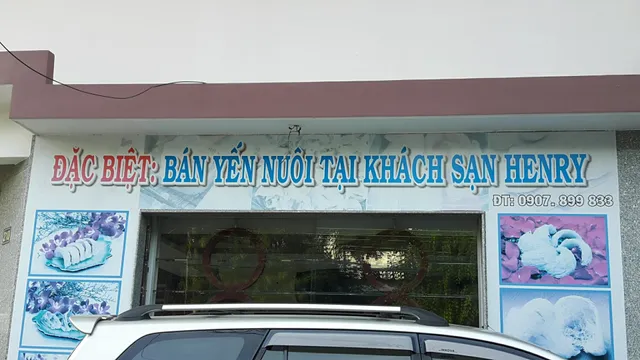 ĐẶC BIỆT: BÁN YẾN NUÔI TẠI KHÁCH SẠN HENRY
ĐT: 0907. 899 833